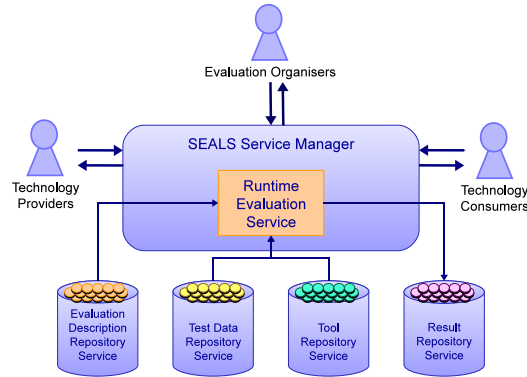 Evaluation Organisers
SEALS Service Manager
Technology
Providers
Runtime
Evaluation
Service
Technology
Consumers
Evaluation
Description
Repository
Service
Test Data
Repository
Service
Tool
Repository
Service
Result
Repository
Service